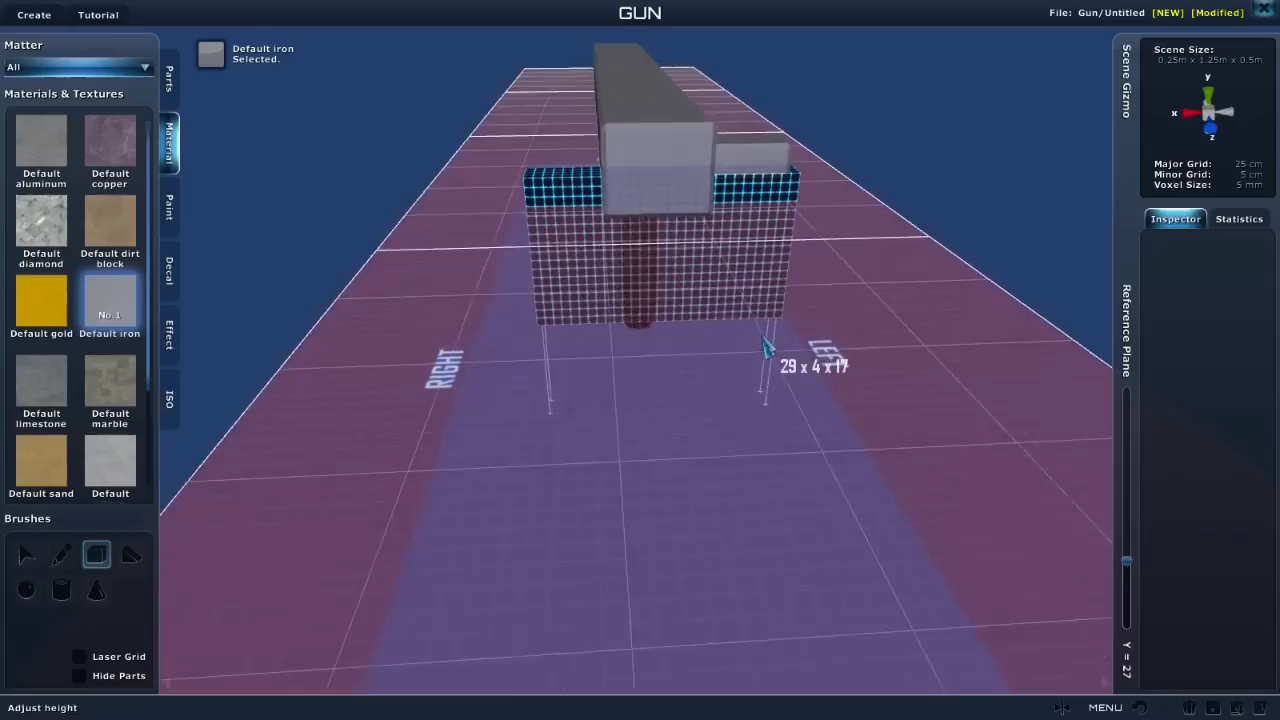 Create
Tutorial
GUN
File: Gun/Untitled [NEW] [Modified]
Matter
All
Materials & Textures
Default aluminum
Default copper
Default diamond
Default dirt block
Default gold
No.1
Default iron
Default limestone
Default marble
Default sand
Default
Brushes
Laser Grid
Hide Parts
Parts
Material
Paint
Decal
Effect
ISO
Default iron
Selected.
RIGHT
LEFT
29 x 4 x 17
Scene Gizmo
Scene Size:
0.25m x 1.25m x 0.5m
y
x
z
Major Grid: 25 cm
Minor Grid: 5 cm
Voxel Size: 5 mm
Inspector
Statistics
Reference Plane
Y = 27
Adjust height
MENU